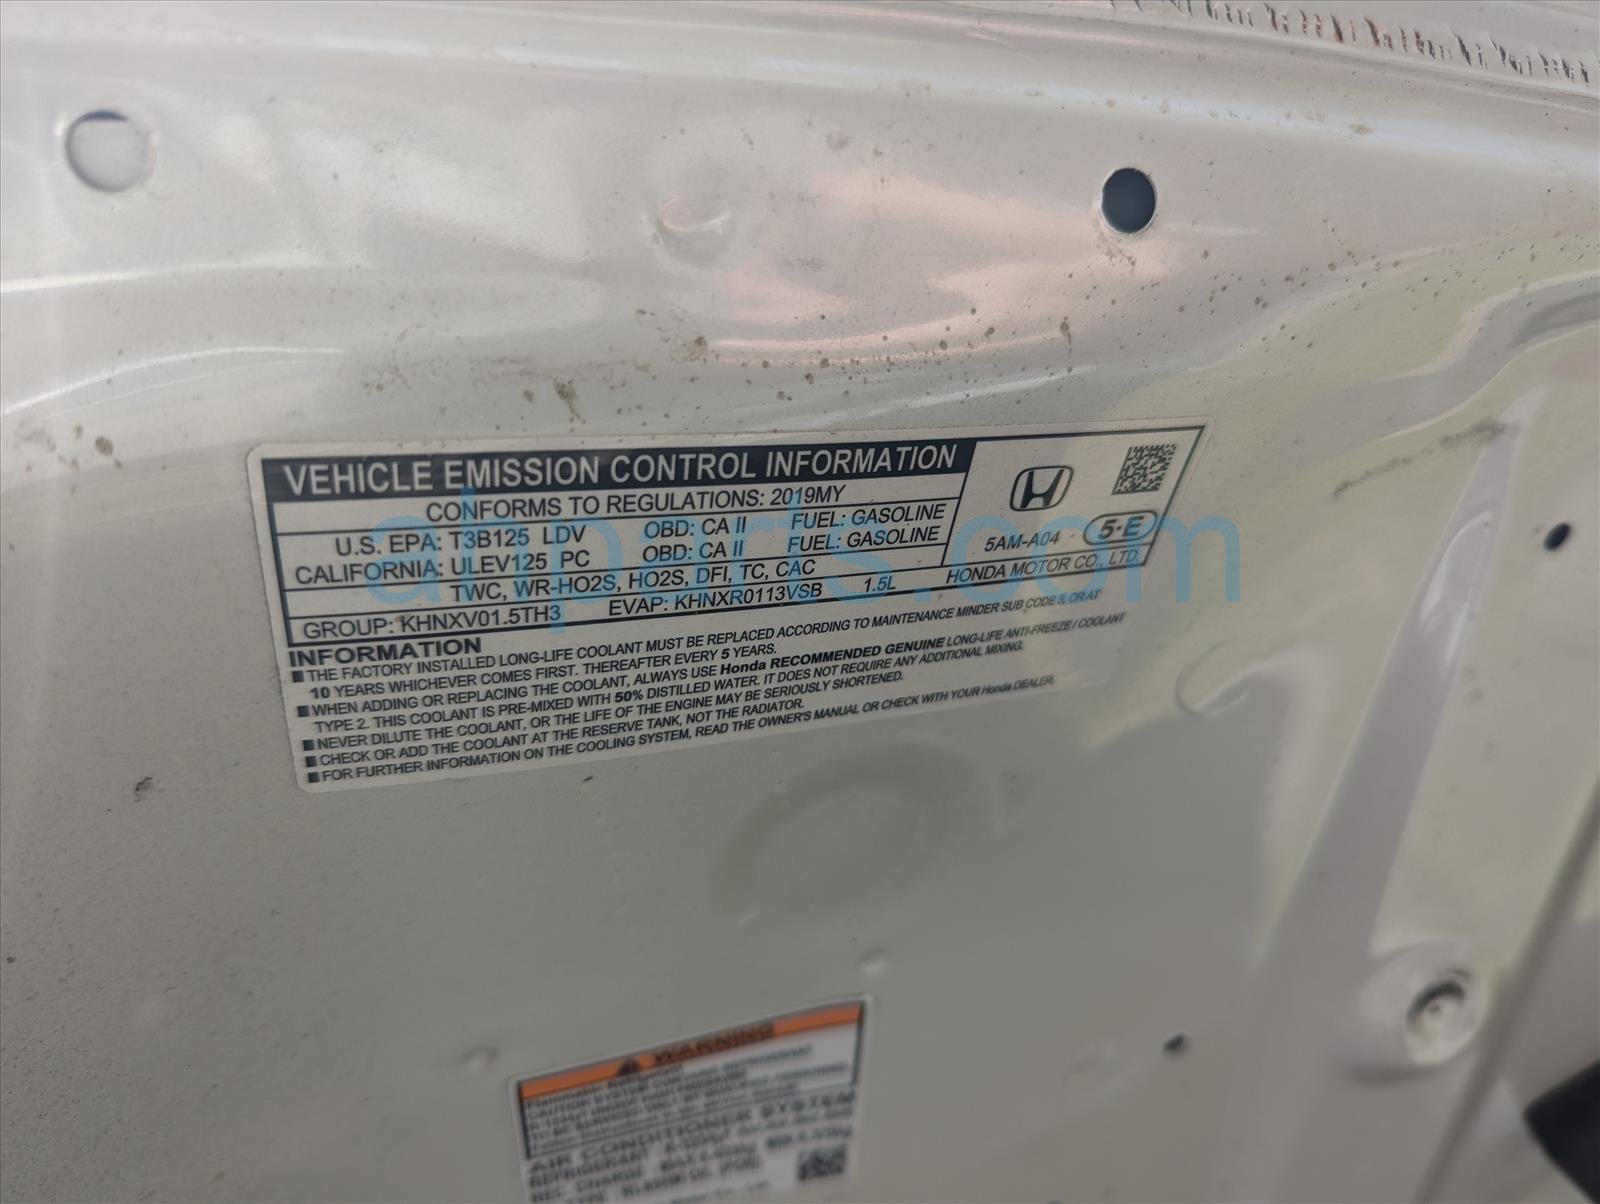 VEHICLE EMISSION CONTROL INFORMATION
CONFORMS TO REGULATIONS: 2019MY
U.S. EPA: T3B125 LDV OBD: CA II FUEL: GASOLINE
CALIFORNIA: ULEV125 PC OBD: CA II FUEL: GASOLINE
TWC, WR-HO2S, HO2S, DFI, TC, CAC
GROUP: KHNXV01.5TH3 EVAP: KHNXR0113VSB 1.5L
5AM-A04 5-E
HONDA MOTOR CO., LTD.
INFORMATION
THE FACTORY INSTALLED LONG-LIFE COOLANT MUST BE REPLACED ACCORDING TO MAINTENANCE MINDER SUB CODE 5, OR AT
10 YEARS WHICHEVER COMES FIRST. THEREAFTER EVERY 5 YEARS.
WHEN ADDING OR REPLACING THE COOLANT, ALWAYS USE Honda RECOMMENDED GENUINE LONG-LIFE ANTI-FREEZE / COOLANT
TYPE 2. THIS COOLANT IS PRE-MIXED WITH 50% DISTILLED WATER. IT DOES NOT REQUIRE ANY ADDITIONAL MIXING.
NEVER DILUTE THE COOLANT, OR THE LIFE OF THE ENGINE MAY BE SERIOUSLY SHORTENED.
CHECK OR ADD THE COOLANT AT THE RESERVE TANK, NOT THE RADIATOR.
FOR FURTHER INFORMATION ON THE COOLING SYSTEM, READ THE OWNER'S MANUAL OR CHECK WITH YOUR Honda DEALER.
ahparts.com
WARNING
AIR CONDITIONER SYSTEM
REFRIGERANT